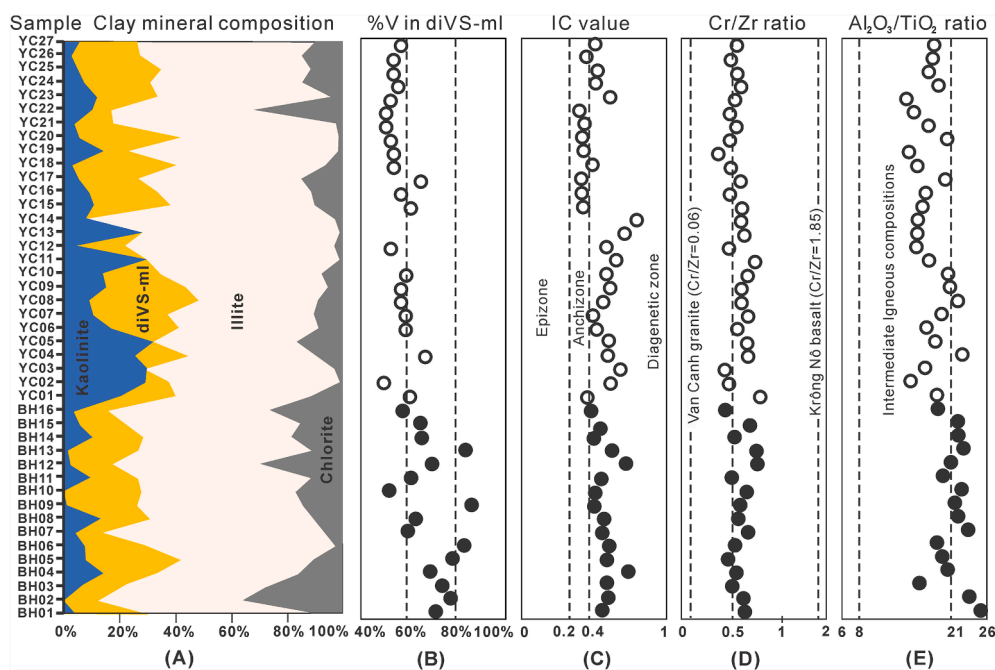 Sample Clay mineral composition %V in diVS-ml IC value Cr/Zr ratio Al₂O₃/TiO₂ ratio
YC27
YC26
YC25
YC24
YC23
YC22
YC21
YC20
YC19
YC18
YC17
YC16
YC15
YC14
YC13
YC12
YC11
YC10
YC09
YC08
YC07
YC06
YC05
YC04
YC03
YC02
YC01
BH16
BH15
BH14
BH13
BH12
BH11
BH10
BH09
BH08
BH07
BH06
BH05
BH04
BH03
BH02
BH01
Kaolinite
diVS-ml
Illite
Chlorite
Epizone
Anchizone
Diagenetic zone
Van Canh granite (Cr/Zr=0.06)
Krông Nô basalt (Cr/Zr=1.85)
Intermediate Igneous compositions
0% 20% 40% 60% 80% 100%
40% 60% 80% 100%
0 0.2 0.4 1
0 0.5 1 2
6 8 21 26
(A) (B) (C) (D) (E)